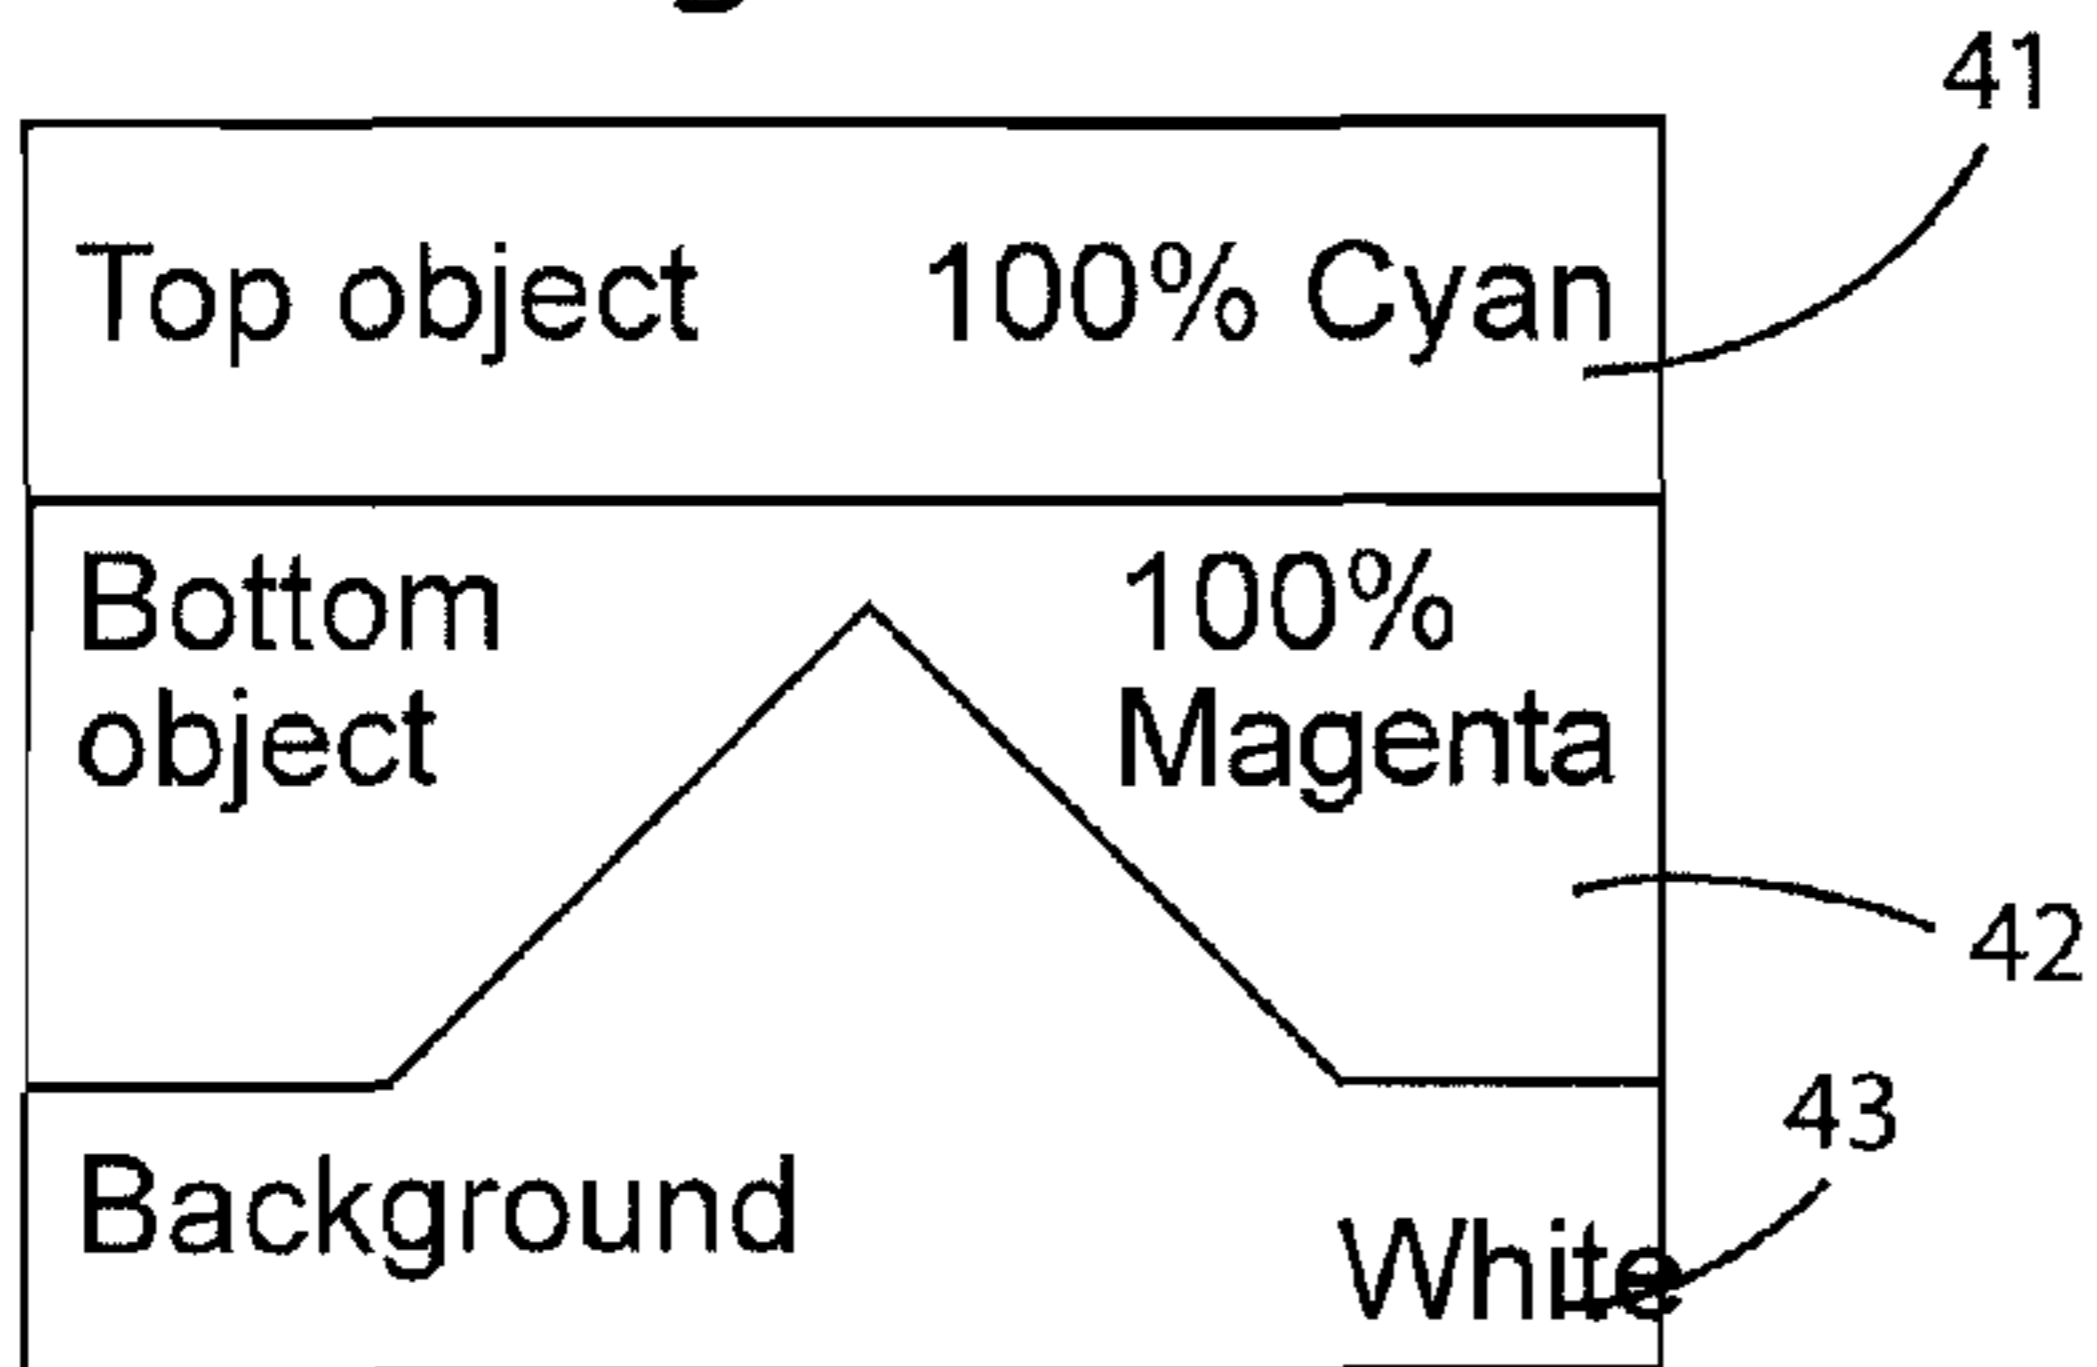 41
Top object 100% Cyan
Bottom 100%
object Magenta
42
43
Background
White